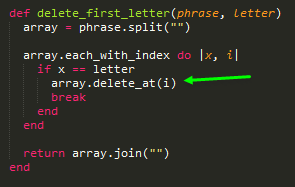 def delete_first_letter(phrase, letter)
array = phrase.split("")
array.each_with_index do |x, i|
if x == letter
array.delete_at(i)
break
end
end
return array.join("")
end